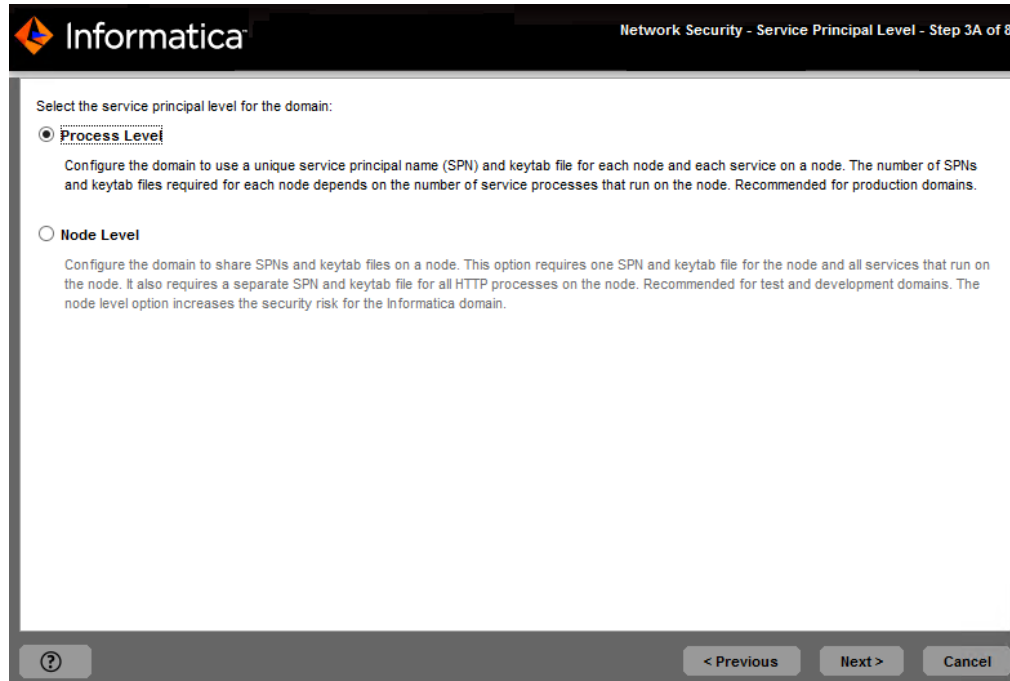 Informatica
Network Security - Service Principal Level - Step 3A of 8
Select the service principal level for the domain:
Process Level
Configure the domain to use a unique service principal name (SPN) and keytab file for each node and each service on a node. The number of SPNs
and keytab files required for each node depends on the number of service processes that run on the node. Recommended for production domains.
Node Level
Configure the domain to share SPNs and keytab files on a node. This option requires one SPN and keytab file for the node and all services that run on
the node. It also requires a separate SPN and keytab file for all HTTP processes on the node. Recommended for test and development domains. The
node level option increases the security risk for the Informatica domain.
?
< Previous
Next >
Cancel